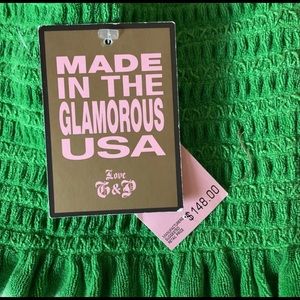 MADE
IN THE
GLAMOROUS
USA
Love
G&P
$148.00